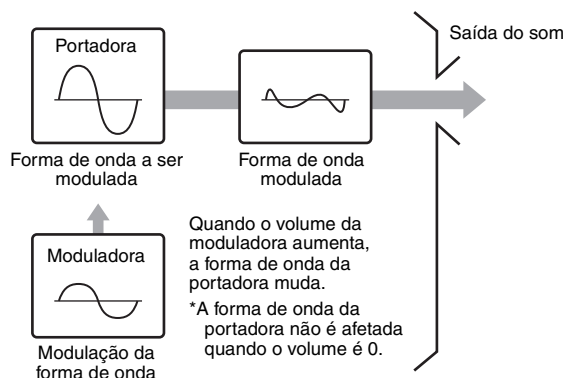 Portadora
Saída do som
Forma de onda a ser
modulada
Forma de onda
modulada
Moduladora
Modulação da
forma de onda
Quando o volume da
moduladora aumenta,
a forma de onda da
portadora muda.
*A forma de onda da
portadora não é afetada
quando o volume é 0.